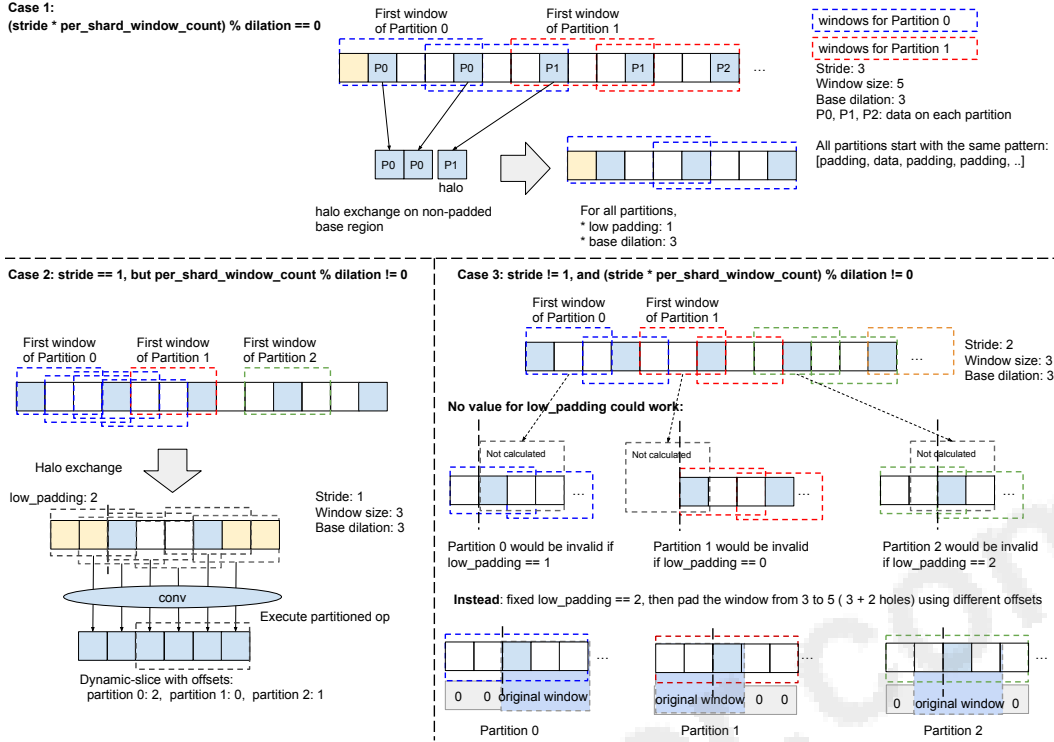 Case 1:
(stride * per_shard_window_count) % dilation == 0
First window
of Partition 0
First window
of Partition 1
windows for Partition 0
windows for Partition 1
Stride: 3
Window size: 5
Base dilation: 3
P0, P1, P2: data on each partition
All partitions start with the same pattern:
[padding, data, padding, padding, ..]
P0 P0 P1 P1 P2 ...
P0 P0 P1
halo
halo exchange on non-padded
base region
For all partitions,
* low padding: 1
* base dilation: 3
Case 2: stride == 1, but per_shard_window_count % dilation != 0
First window
of Partition 0
First window
of Partition 1
First window
of Partition 2
Halo exchange
low_padding: 2
Stride: 1
Window size: 3
Base dilation: 3
conv
Execute partitioned op
Dynamic-slice with offsets:
partition 0: 2, partition 1: 0, partition 2: 1
Case 3: stride != 1, and (stride * per_shard_window_count) % dilation != 0
First window
of Partition 0
First window
of Partition 1
...
Stride: 2
Window size: 3
Base dilation: 3
No value for low_padding could work:
Not calculated
Not calculated
Not calculated
...
...
...
Partition 0 would be invalid if
low_padding == 1
Partition 1 would be invalid
if low_padding == 0
Partition 2 would be invalid
if low_padding == 2
Instead: fixed low_padding == 2, then pad the window from 3 to 5 ( 3 + 2 holes) using different offsets
...
...
...
0 0 original window
original window 0 0
0 original window 0
Partition 0
Partition 1
Partition 2